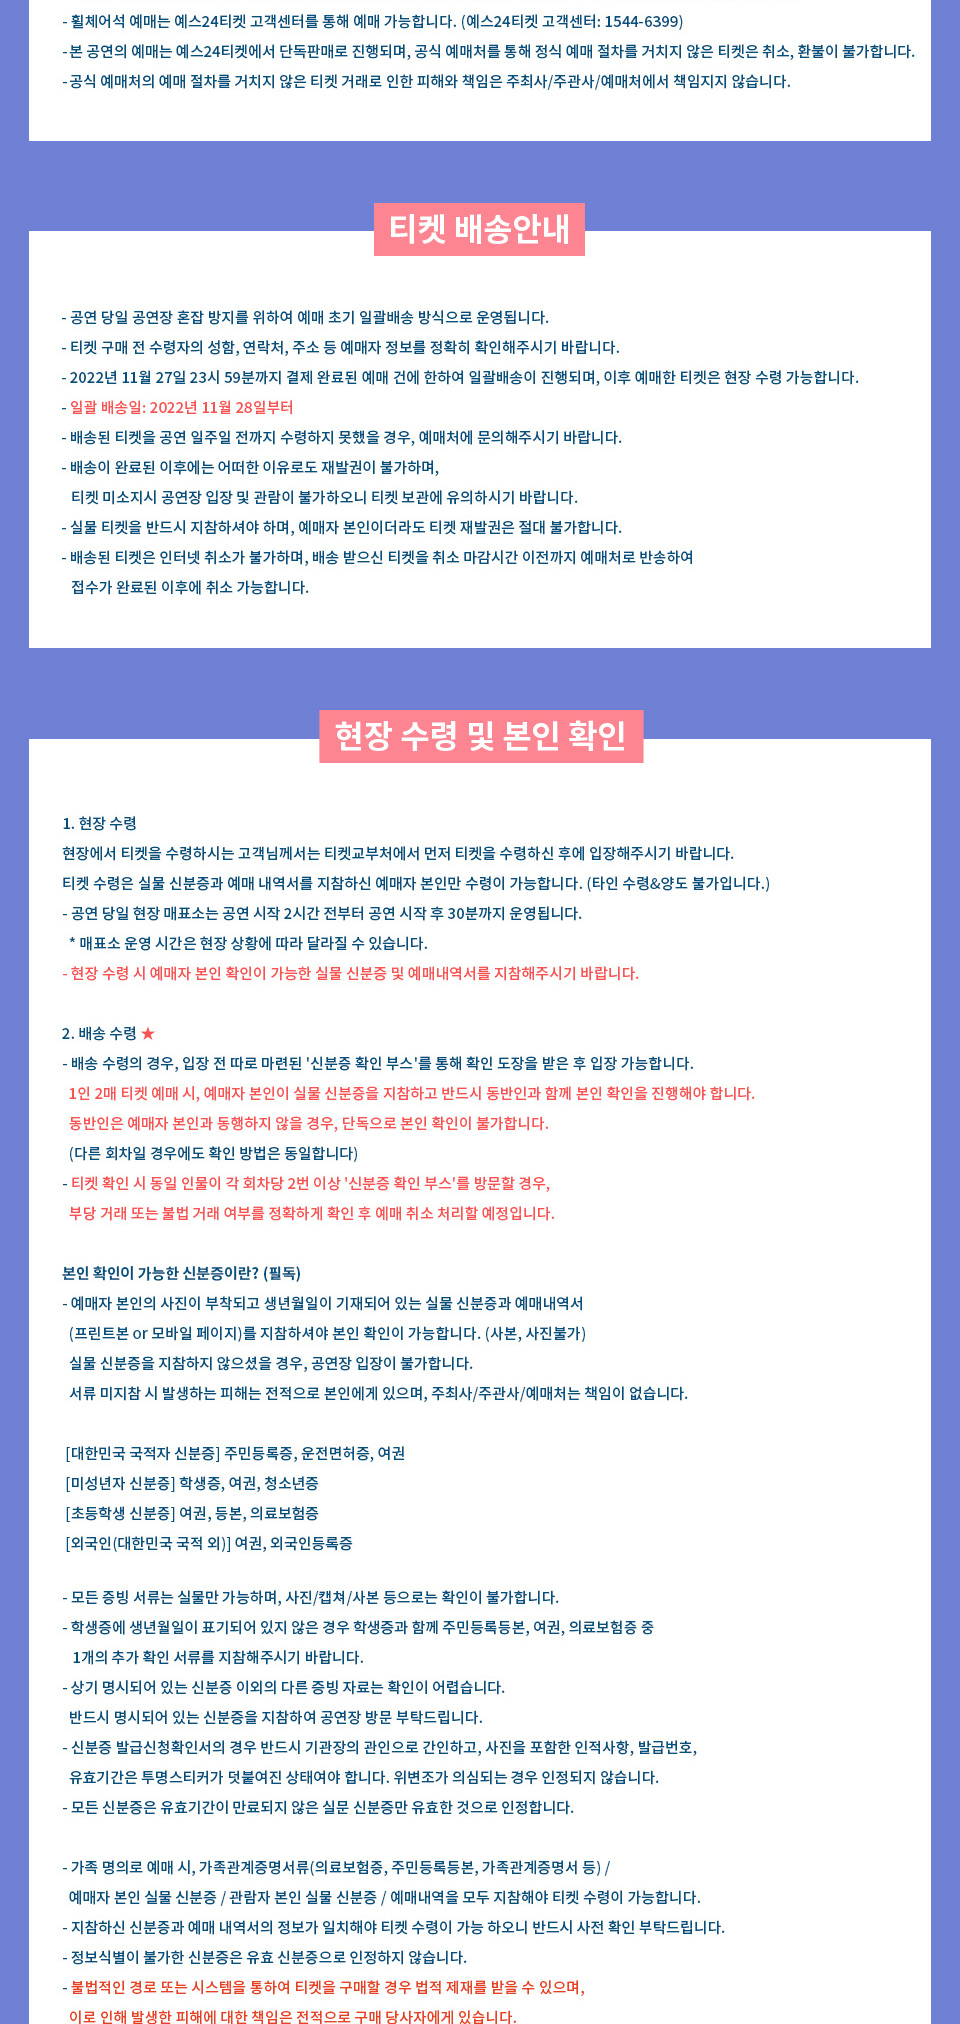 - 휠체어석 예매는 예스24티켓 고객센터를 통해 예매 가능합니다. (예스24티켓 고객센터: 1544-6399)
- 본 공연의 예매는 예스24티켓에서 단독판매로 진행되며, 공식 예매처를 통해 정식 예매 절차를 거치지 않은 티켓은 취소, 환불이 불가합니다.
- 공식 예매처의 예매 절차를 거치지 않은 티켓 거래로 인한 피해와 책임은 주최사/주관사/예매처에서 책임지지 않습니다.
티켓 배송안내
- 공연 당일 공연장 혼잡 방지를 위하여 예매 초기 일괄배송 방식으로 운영됩니다.
- 티켓 구매 전 수령자의 성함, 연락처, 주소 등 예매자 정보를 정확히 확인해주시기 바랍니다.
- 2022년 11월 27일 23시 59분까지 결제 완료된 예매 건에 한하여 일괄배송이 진행되며, 이후 예매한 티켓은 현장 수령 가능합니다.
- 일괄 배송일: 2022년 11월 28일부터
- 배송된 티켓을 공연 일주일 전까지 수령하지 못했을 경우, 예매처에 문의해주시기 바랍니다.
- 배송이 완료된 이후에는 어떠한 이유로도 재발권이 불가하며,
티켓 미소지시 공연장 입장 및 관람이 불가하오니 티켓 보관에 유의하시기 바랍니다.
- 실물 티켓을 반드시 지참하셔야 하며, 예매자 본인이더라도 티켓 재발권은 절대 불가합니다.
- 배송된 티켓은 인터넷 취소가 불가하며, 배송 받으신 티켓을 취소 마감시간 이전까지 예매처로 반송하여
접수가 완료된 이후에 취소 가능합니다.
현장 수령 및 본인 확인
1. 현장 수령
현장에서 티켓을 수령하시는 고객님께서는 티켓교부처에서 먼저 티켓을 수령하신 후에 입장해주시기 바랍니다.
티켓 수령은 실물 신분증과 예매 내역서를 지참하신 예매자 본인만 수령이 가능합니다. (타인 수령&양도 불가입니다.)
- 공연 당일 현장 매표소는 공연 시작 2시간 전부터 공연 시작 후 30분까지 운영됩니다.
* 매표소 운영 시간은 현장 상황에 따라 달라질 수 있습니다.
- 현장 수령 시 예매자 본인 확인이 가능한 실물 신분증 및 예매내역서를 지참해주시기 바랍니다.
2. 배송 수령 ★
- 배송 수령의 경우, 입장 전 따로 마련된 '신분증 확인 부스'를 통해 확인 도장을 받은 후 입장 가능합니다.
1인 2매 티켓 예매 시, 예매자 본인이 실물 신분증을 지참하고 반드시 동반인과 함께 본인 확인을 진행해야 합니다.
동반인은 예매자 본인과 동행하지 않을 경우, 단독으로 본인 확인이 불가합니다.
(다른 회차일 경우에도 확인 방법은 동일합니다)
- 티켓 확인 시 동일 인물이 각 회차당 2번 이상 '신분증 확인 부스'를 방문할 경우,
부당 거래 또는 불법 거래 여부를 정확하게 확인 후 예매 취소 처리할 예정입니다.
본인 확인이 가능한 신분증이란? (필독)
- 예매자 본인의 사진이 부착되고 생년월일이 기재되어 있는 실물 신분증과 예매내역서
(프린트본 or 모바일 페이지)를 지참하셔야 본인 확인이 가능합니다. (사본, 사진불가)
실물 신분증을 지참하지 않으셨을 경우, 공연장 입장이 불가합니다.
서류 미지참 시 발생하는 피해는 전적으로 본인에게 있으며, 주최사/주관사/예매처는 책임이 없습니다.
[대한민국 국적자 신분증] 주민등록증, 운전면허증, 여권
[미성년자 신분증] 학생증, 여권, 청소년증
[초등학생 신분증] 여권, 등본, 의료보험증
[외국인(대한민국 국적 외)] 여권, 외국인등록증
- 모든 증빙 서류는 실물만 가능하며, 사진/캡쳐/사본 등으로는 확인이 불가합니다.
- 학생증에 생년월일이 표기되어 있지 않은 경우 학생증과 함께 주민등록등본, 여권, 의료보험증 중
1개의 추가 확인 서류를 지참해주시기 바랍니다.
- 상기 명시되어 있는 신분증 이외의 다른 증빙 자료는 확인이 어렵습니다.
반드시 명시되어 있는 신분증을 지참하여 공연장 방문 부탁드립니다.
- 신분증 발급신청확인서의 경우 반드시 기관장의 관인으로 간인하고, 사진을 포함한 인적사항, 발급번호,
유효기간은 투명스티커가 덧붙여진 상태여야 합니다. 위변조가 의심되는 경우 인정되지 않습니다.
- 모든 신분증은 유효기간이 만료되지 않은 실문 신분증만 유효한 것으로 인정합니다.
- 가족 명의로 예매 시, 가족관계증명서류(의료보험증, 주민등록등본, 가족관계증명서 등) /
예매자 본인 실물 신분증 / 관람자 본인 실물 신분증 / 예매내역을 모두 지참해야 티켓 수령이 가능합니다.
- 지참하신 신분증과 예매 내역서의 정보가 일치해야 티켓 수령이 가능 하오니 반드시 사전 확인 부탁드립니다.
- 정보식별이 불가한 신분증은 유효 신분증으로 인정하지 않습니다.
- 불법적인 경로 또는 시스템을 통하여 티켓을 구매할 경우 법적 제재를 받을 수 있으며,
이로 인해 발생한 피해에 대한 책임은 전적으로 구매 당사자에게 있습니다.